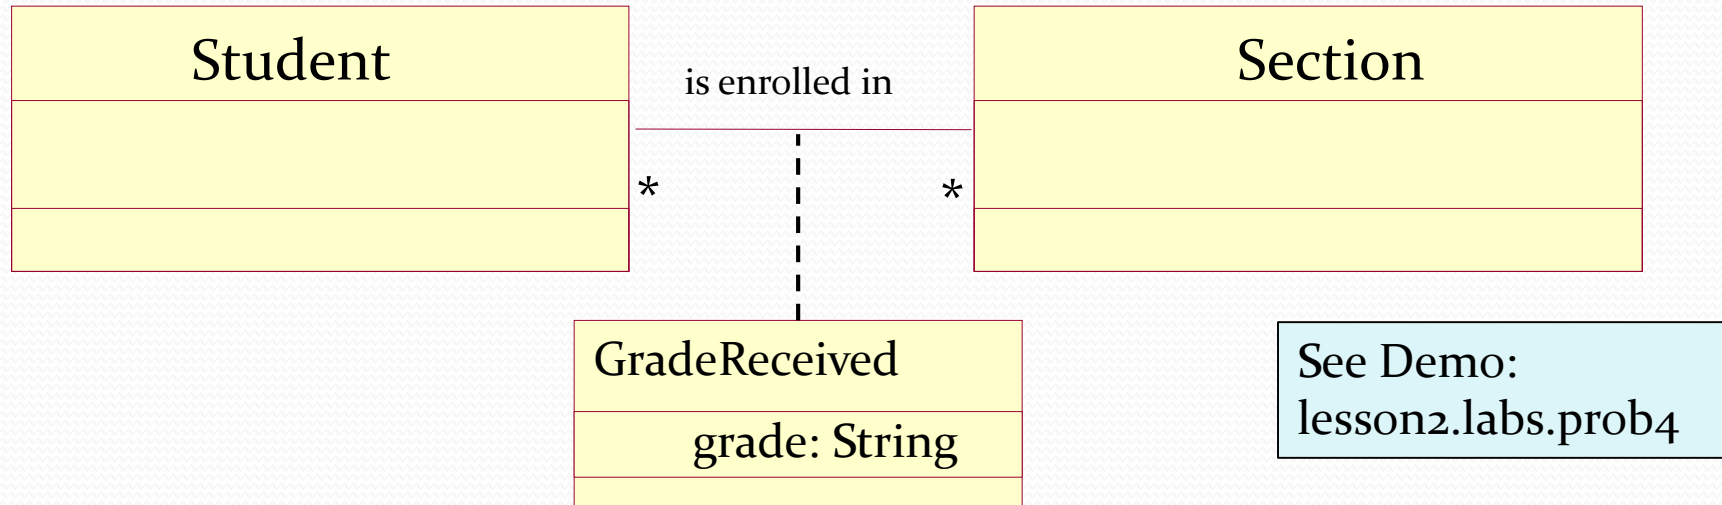 Student
is enrolled in
Section
*
*
GradeReceived
grade: String
See Demo:
lesson2.labs.prob4